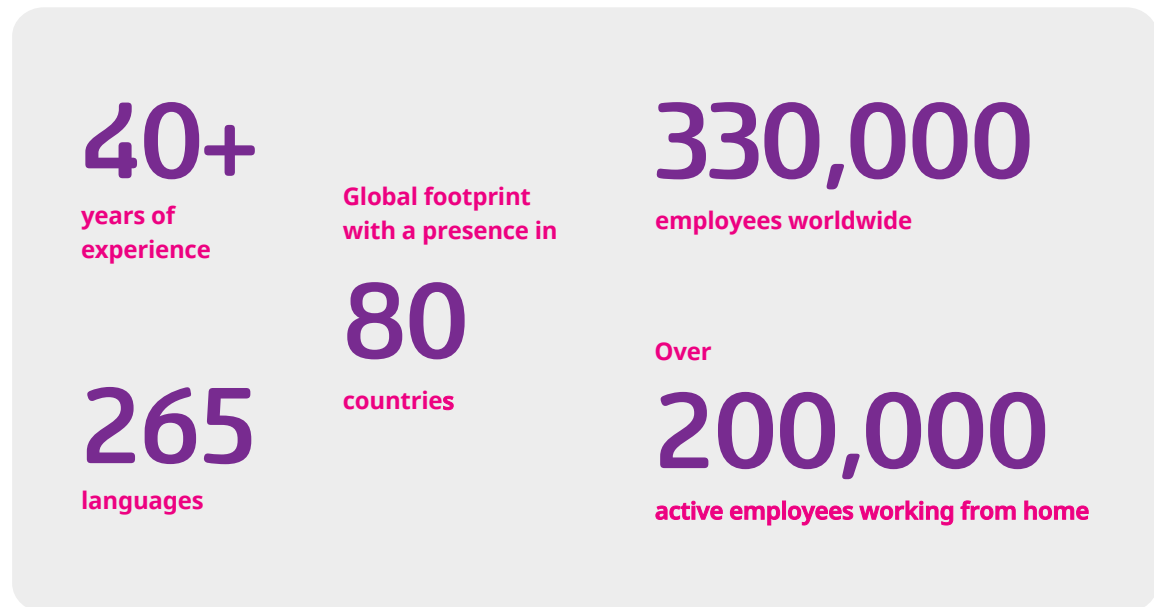 40+
years of
experience
265
languages
Global footprint
with a presence in
80
countries
330,000
employees worldwide
Over
200,000
active employees working from home